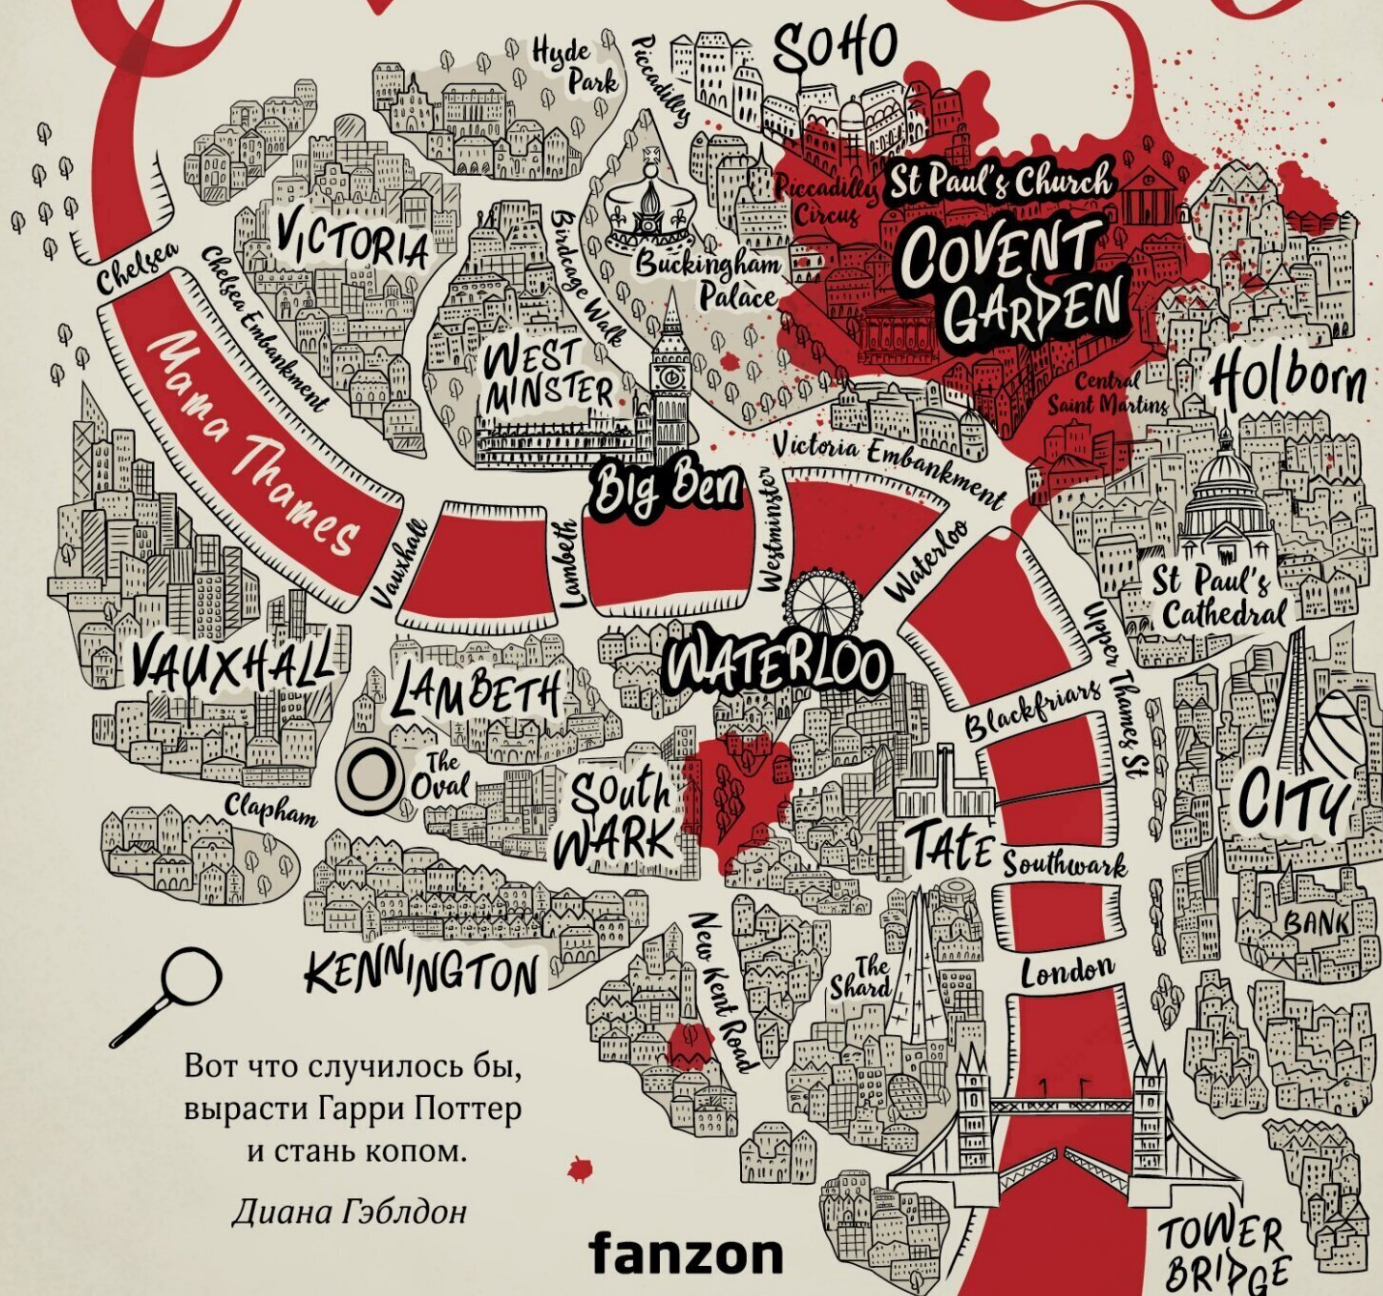 Hyde
Park
Piccadilly
SOHO
Piccadilly
Circus
St Paul's Church
COVENT
GARDEN
VICTORIA
Birdcage Walk
Buckingham
Palace
Chelsea
Chelsea Embankment
WEST
MINSTER
Central
Saint Martins
Holborn
Mama Thames
Victoria Embankment
Big Ben
Vauxhall
Lambeth
Westminster
Waterloo
St Paul's
Cathedral
Upper Thames St
VAUXHALL
LAMBETH
WATERLOO
Blackfriars
The
Oval
South
WARK
CITY
Clapham
TATE
Southwark
BANK
KENNINGTON
New Kent Road
The
Shard
London
Вот что случилось бы,
вырасти Гарри Поттер
и стань копом.
Диана Гэблдон
fanzon
TOWER
BRIDGE